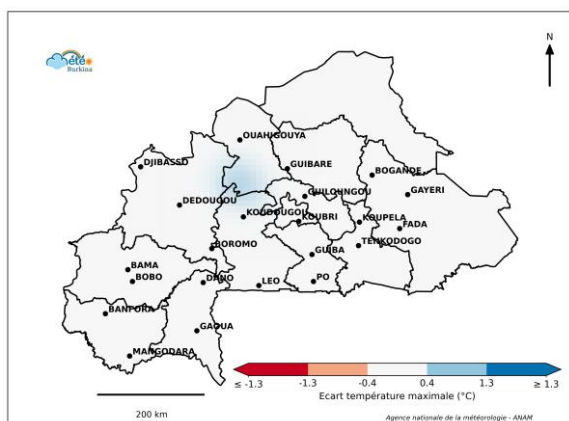 N
Météo
Burkina
OUAHIGOUYA
DJIBASSO
GUIBARE
BOGANDE
GAYERI
DEDOUGOU
GUILOUNGOU
KOUDOUGOU
KOUBRI
KOUPELA
FADA
BOROMO
TENKODOGO
GUIBA
BAMA
BOBO
DANO
LEO
PO
BANFORA
GAOUA
MANGODARA
≤ -1.3
-1.3
-0.4
0.4
1.3
≥ 1.3
Ecart température maximale (°C)
200 km
Agence nationale de la météorologie - ANAM